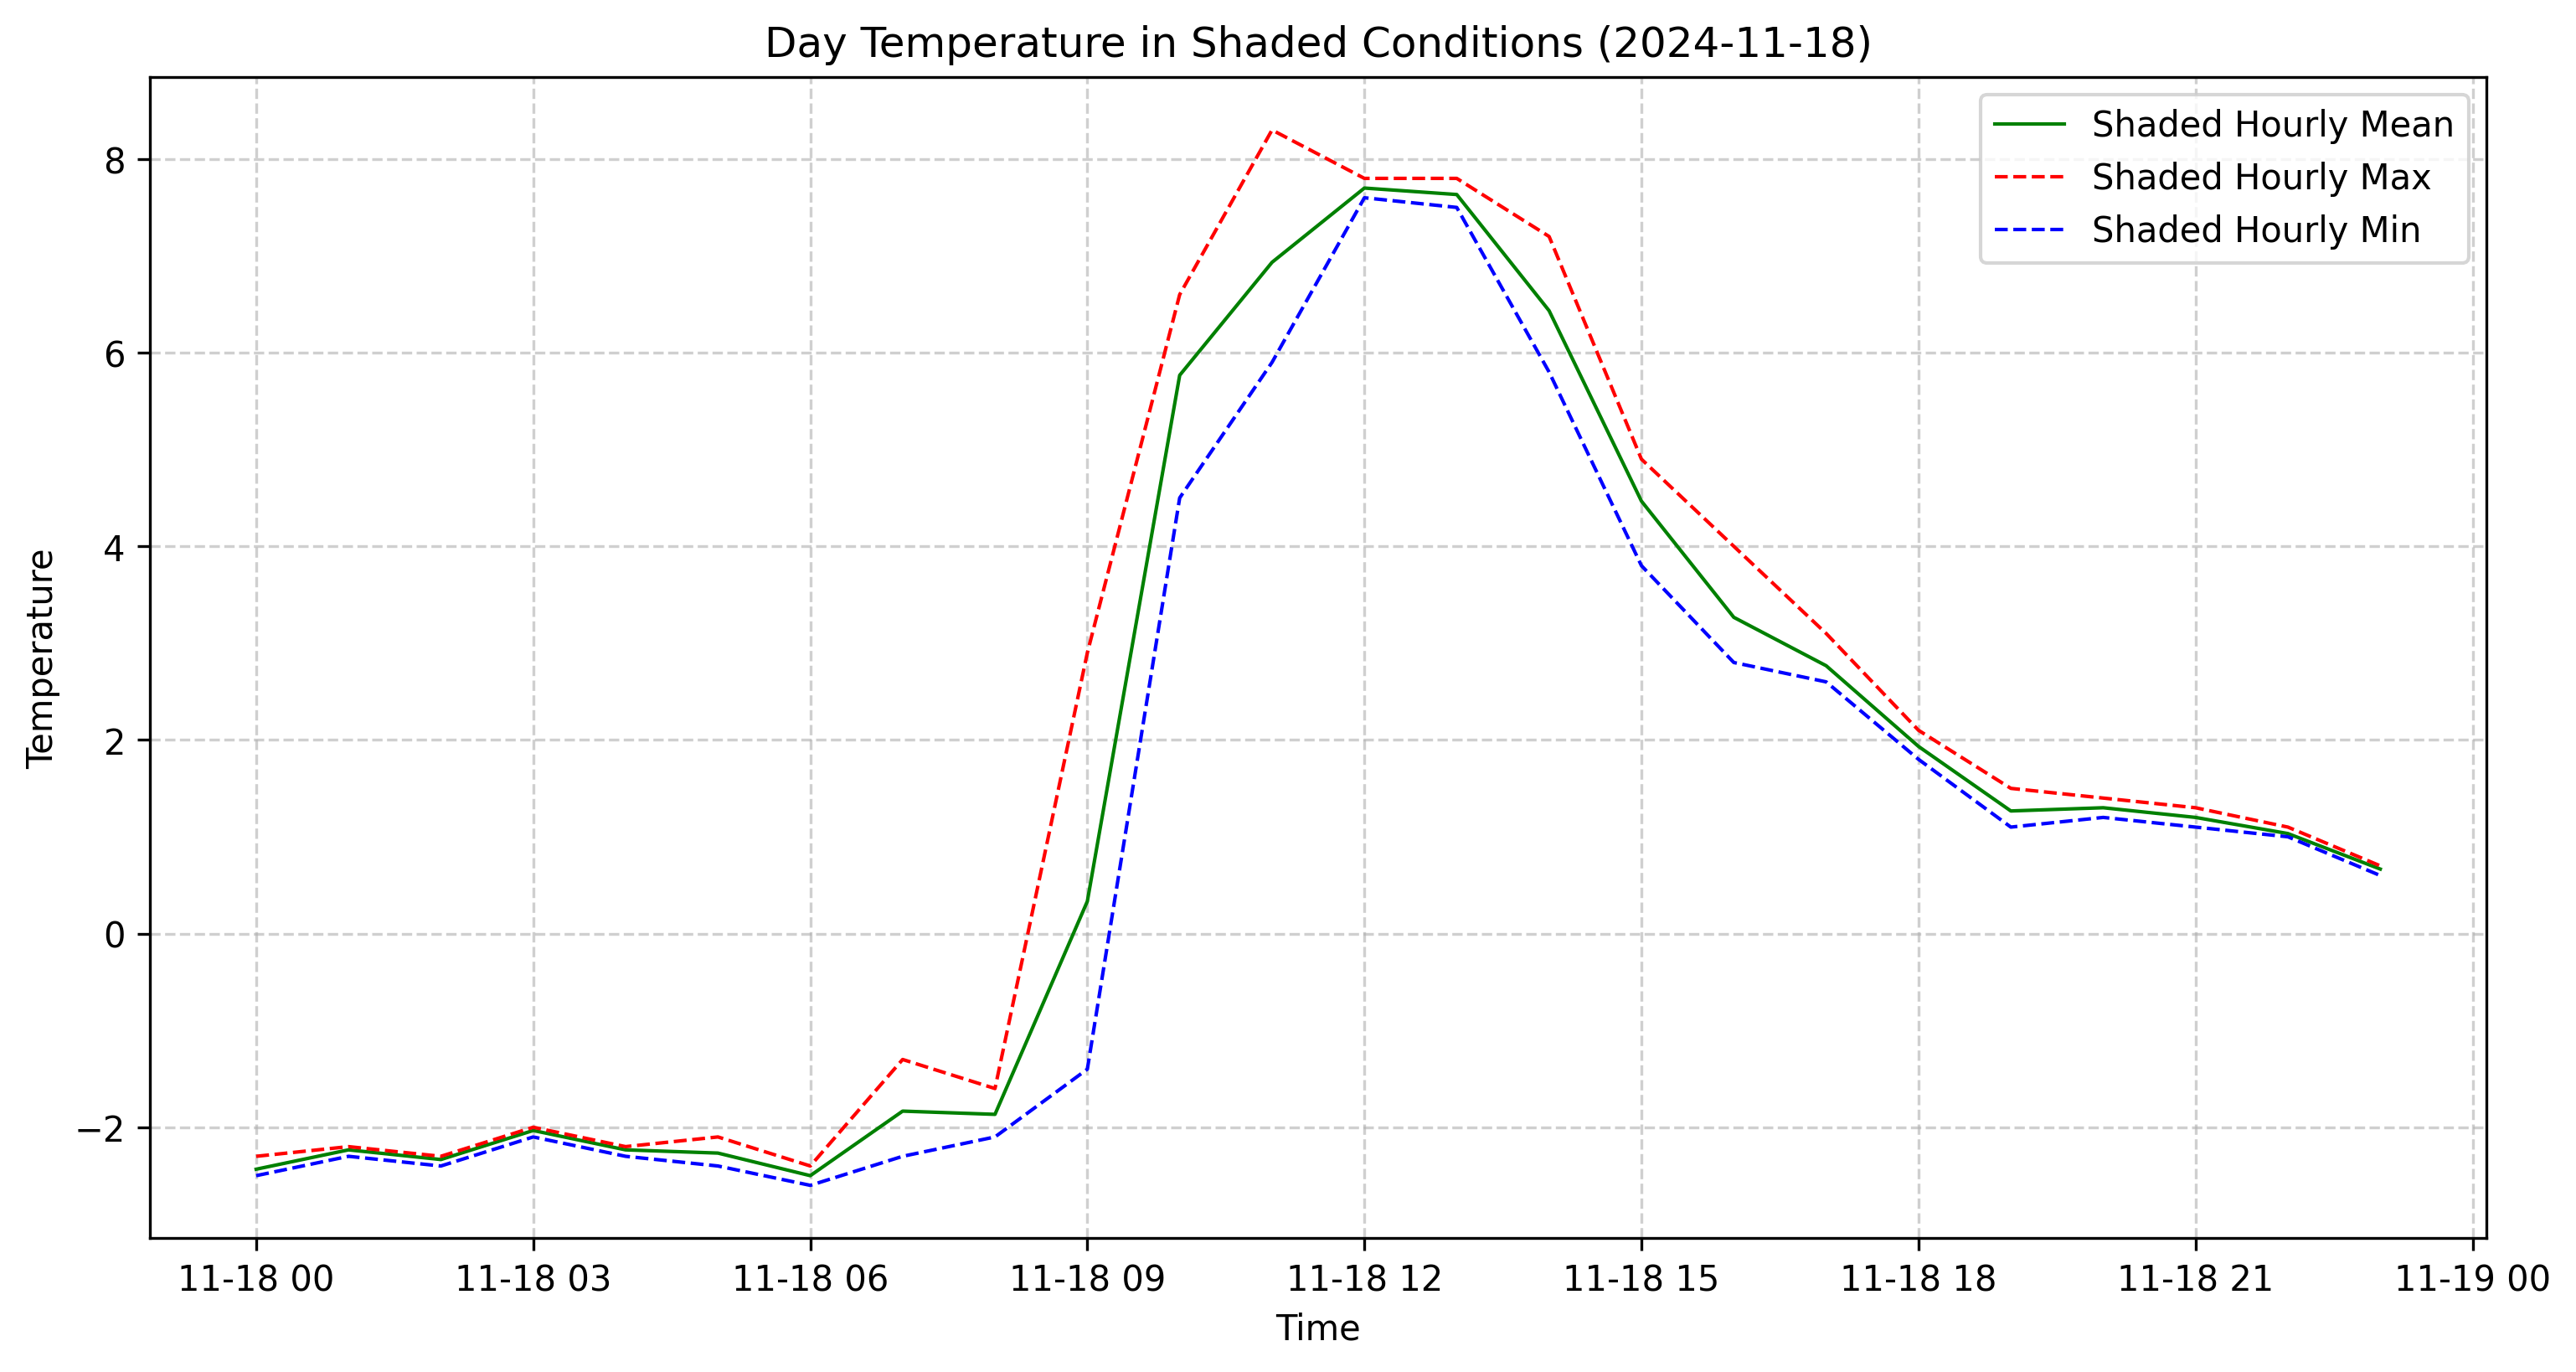 Day Temperature in Shaded Conditions (2024-11-18)
Shaded Hourly Mean
Shaded Hourly Max
Shaded Hourly Min
Temperature
8
6
4
2
0
−2
11-18 00 11-18 03 11-18 06 11-18 09 11-18 12 11-18 15 11-18 18 11-18 21 11-19 00
Time